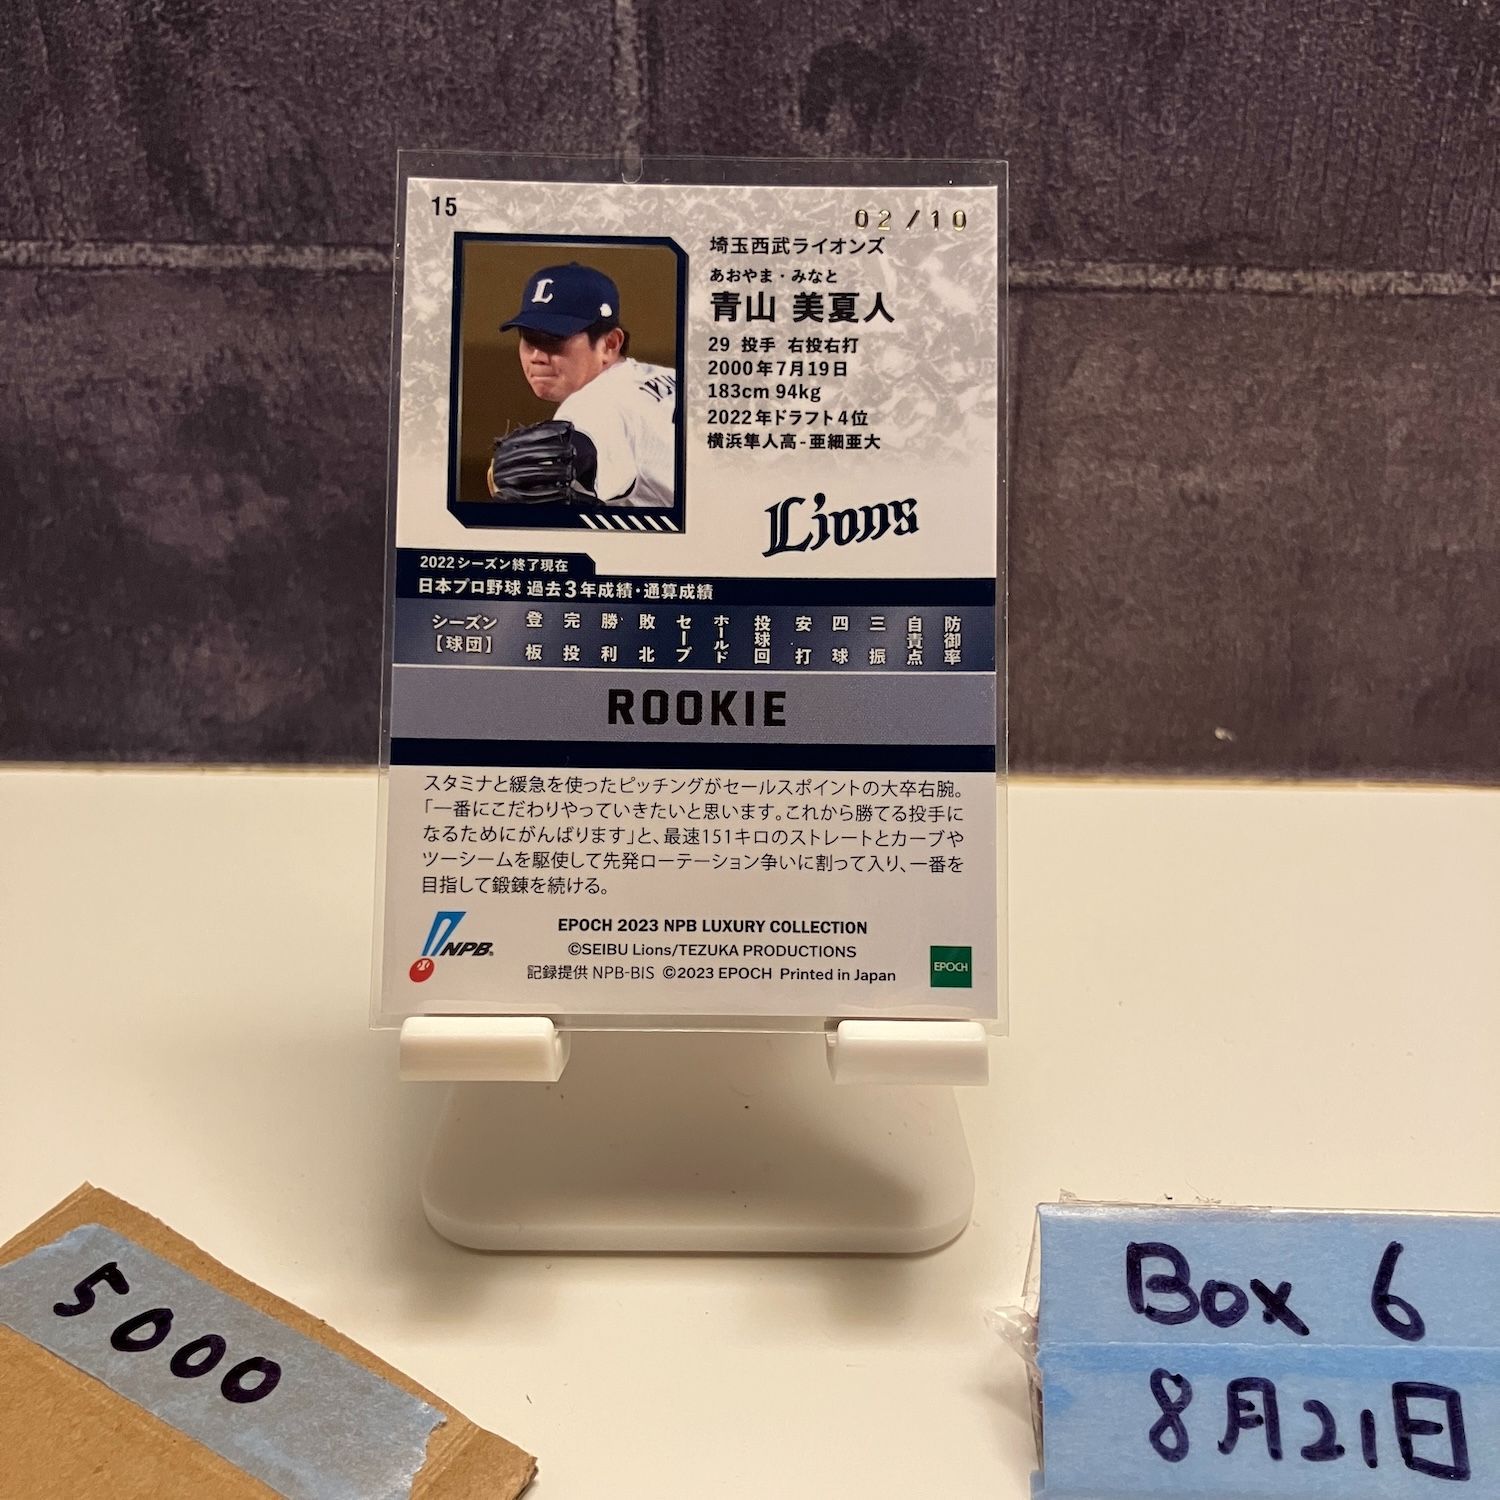 15
02/10
埼玉西武ライオンズ
あおやま・みなと
青山 美夏人
29 投手 右投右打
2000年7月19日
183cm 94kg
2022年ドラフト4位
横浜隼人高-亜細亜大
L
Lions
2022シーズン終了現在
日本プロ野球 過去3年成績・通算成績
シーズン【球団】 登板 完投 勝利 敗北 セーブ ホールド 投球回 安打 四球 三振 自責点 防御率
ROOKIE
スタミナと緩急を使ったピッチングがセールスポイントの大卒右腕。
「一番にこだわりやっていきたいと思います。これから勝てる投手に
なるためにがんばります」と、最速151キロのストレートとカーブや
ツーシームを駆使して先発ローテーション争いに割って入り、一番を
目指して鍛錬を続ける。
NPB
EPOCH 2023 NPB LUXURY COLLECTION
©SEIBU Lions/TEZUKA PRODUCTIONS
記録提供 NPB-BIS ©2023 EPOCH Printed in Japan
EPOCH
5000
Box 6
8月21日